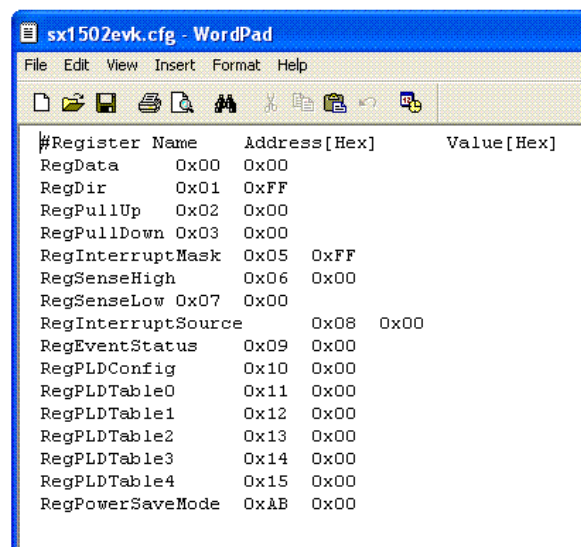 sx1502evk.cfg - WordPad
File Edit View Insert Format Help
#Register Name Address[Hex] Value[Hex]
RegData 0x00 0x00
RegDir 0x01 0xFF
RegPullUp 0x02 0x00
RegPullDown 0x03 0x00
RegInterruptMask 0x05 0xFF
RegSenseHigh 0x06 0x00
RegSenseLow 0x07 0x00
RegInterruptSource 0x08 0x00
RegEventStatus 0x09 0x00
RegPLDConfig 0x10 0x00
RegPLDTable0 0x11 0x00
RegPLDTable1 0x12 0x00
RegPLDTable2 0x13 0x00
RegPLDTable3 0x14 0x00
RegPLDTable4 0x15 0x00
RegPowerSaveMode 0xAB 0x00